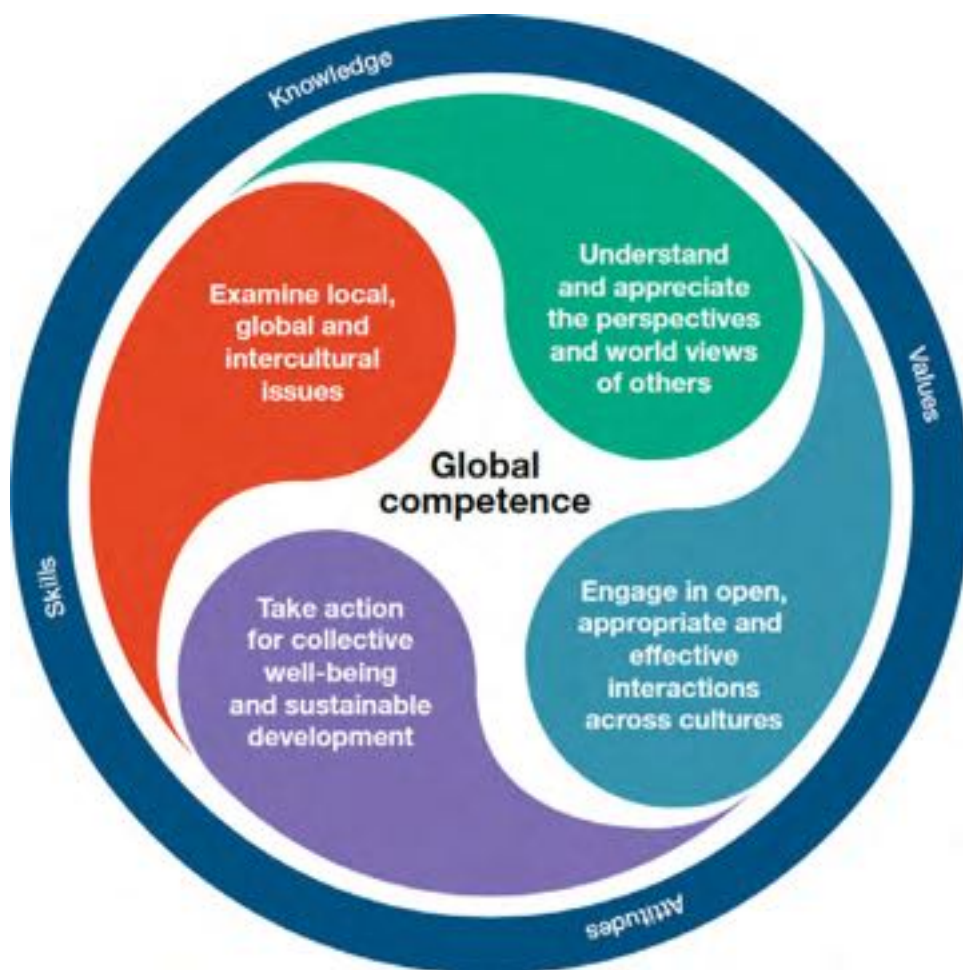 Knowledge
Values
Attitudes
Skills
Examine local,
global and
intercultural
issues
Understand
and appreciate
the perspectives
and world views
of others
Global
competence
Take action
for collective
well-being
and sustainable
development
Engage in open,
appropriate and
effective
interactions
across cultures